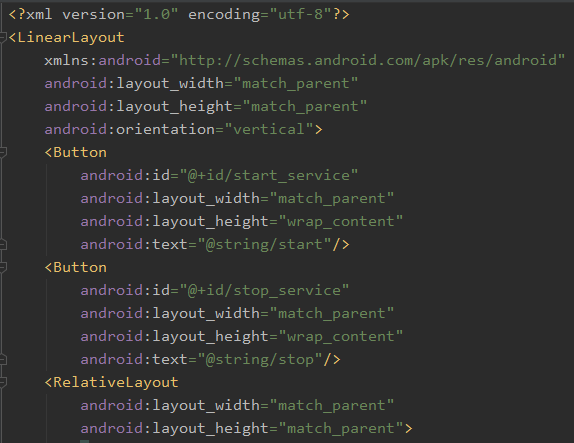 <?xml version="1.0" encoding="utf-8"?>
<LinearLayout
xmlns:android="http://schemas.android.com/apk/res/android"
android:layout_width="match_parent"
android:layout_height="match_parent"
android:orientation="vertical">
<Button
android:id="@+id/start_service"
android:layout_width="match_parent"
android:layout_height="wrap_content"
android:text="@string/start"/>
<Button
android:id="@+id/stop_service"
android:layout_width="match_parent"
android:layout_height="wrap_content"
android:text="@string/stop"/>
<RelativeLayout
android:layout_width="match_parent"
android:layout_height="match_parent">